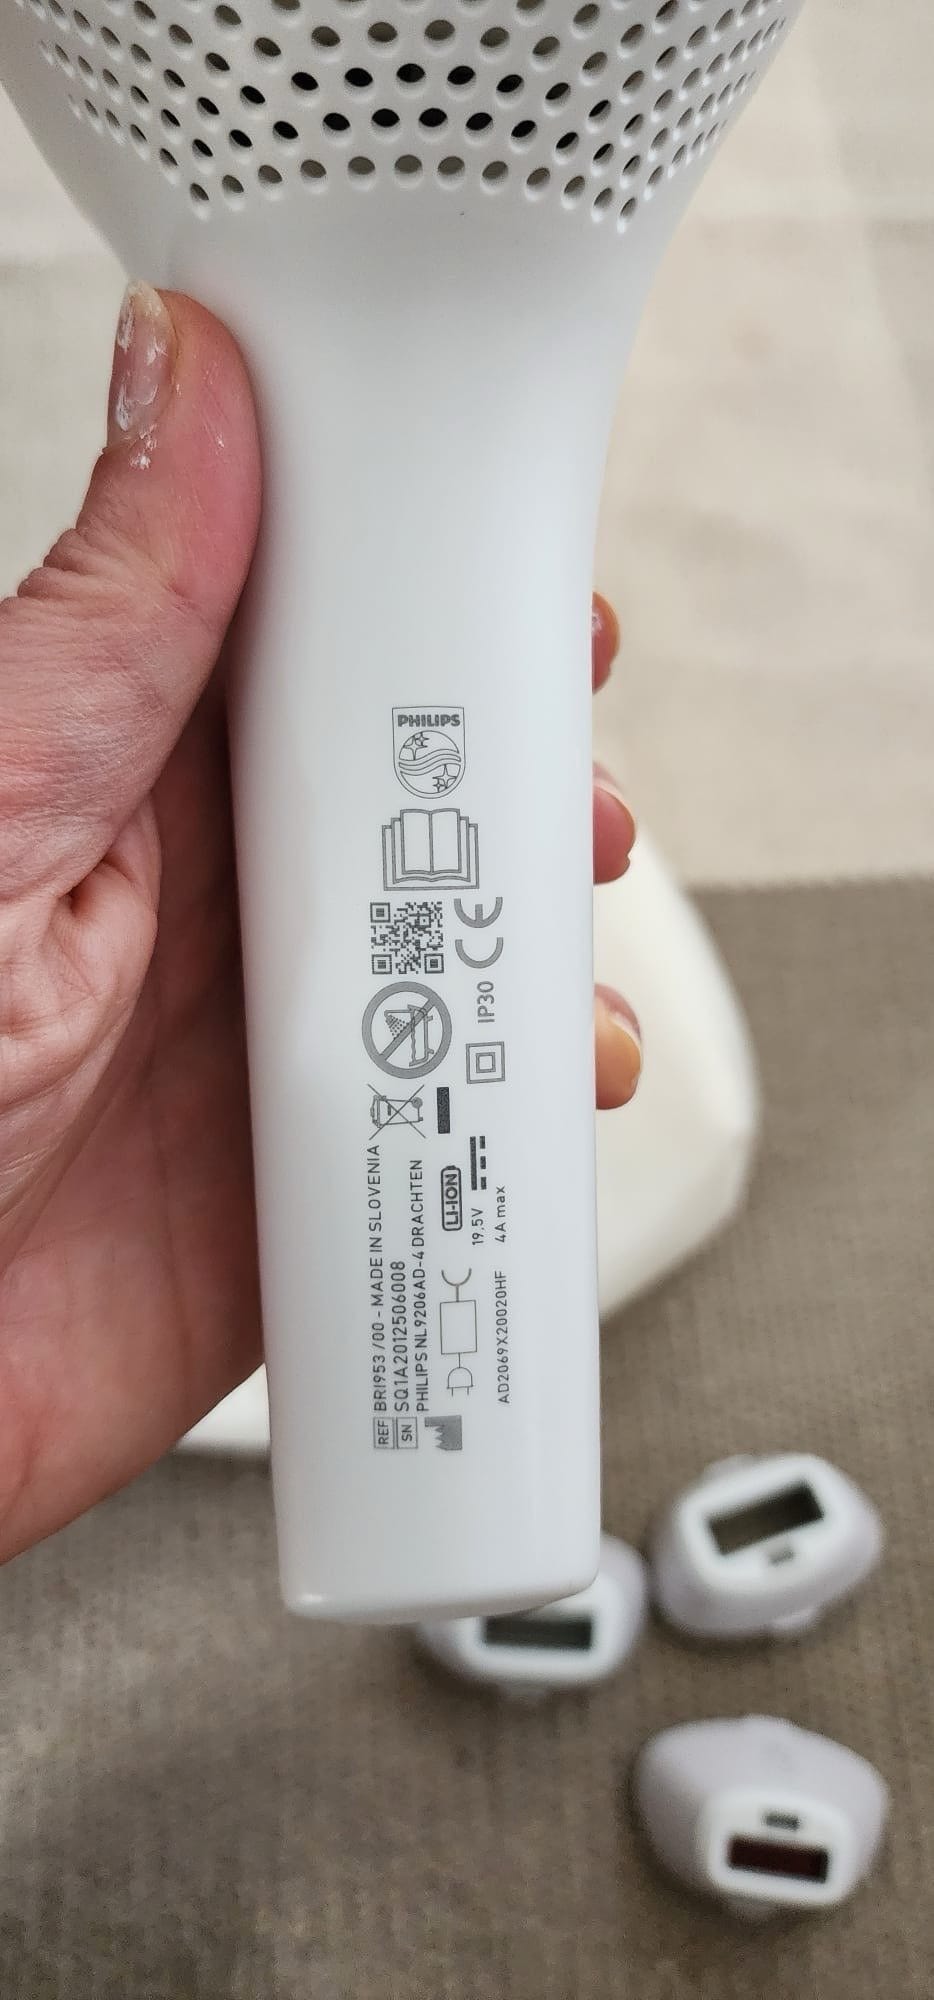 PHILIPS
IP30
REF BRI953 /00 - MADE IN SLOVENIA
SN SQ1A2012506008
PHILIPS NL9206AD-4 DRACHTEN
LI-ION
19.5V
4A max
AD2069X20020HF
CE